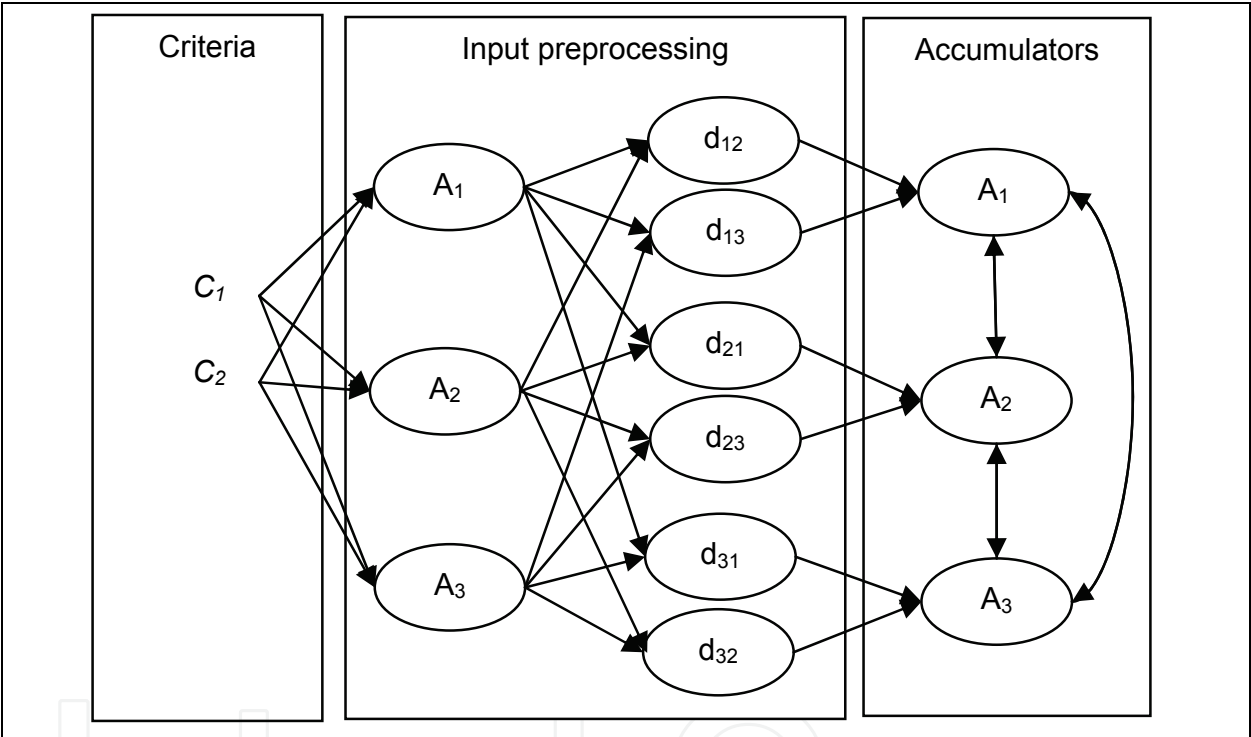 Criteria
Input preprocessing
Accumulators
C₁
C₂
A₁
A₂
A₃
d₁₂
d₁₃
d₂₁
d₂₃
d₃₁
d₃₂
A₁
A₂
A₃